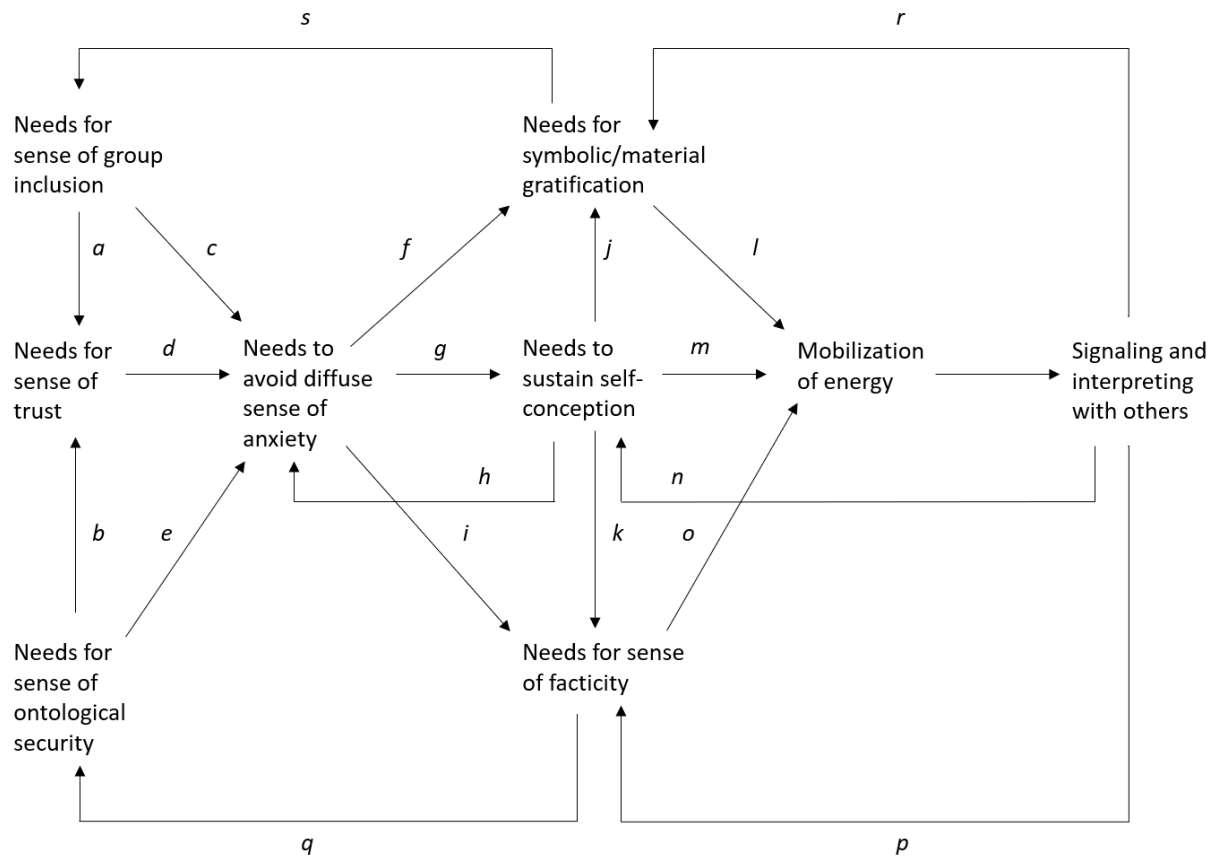 s
r
Needs for
sense of group
inclusion
Needs for
symbolic/material
gratification
a
c
f
j
l
Needs for
sense of
trust
d
Needs to
avoid diffuse
sense of
anxiety
g
Needs to
sustain self-
conception
m
Mobilization
of energy
Signaling and
interpreting
with others
h
n
b
e
i
k
o
Needs for
sense of
ontological
security
Needs for sense
of facticity
q
p